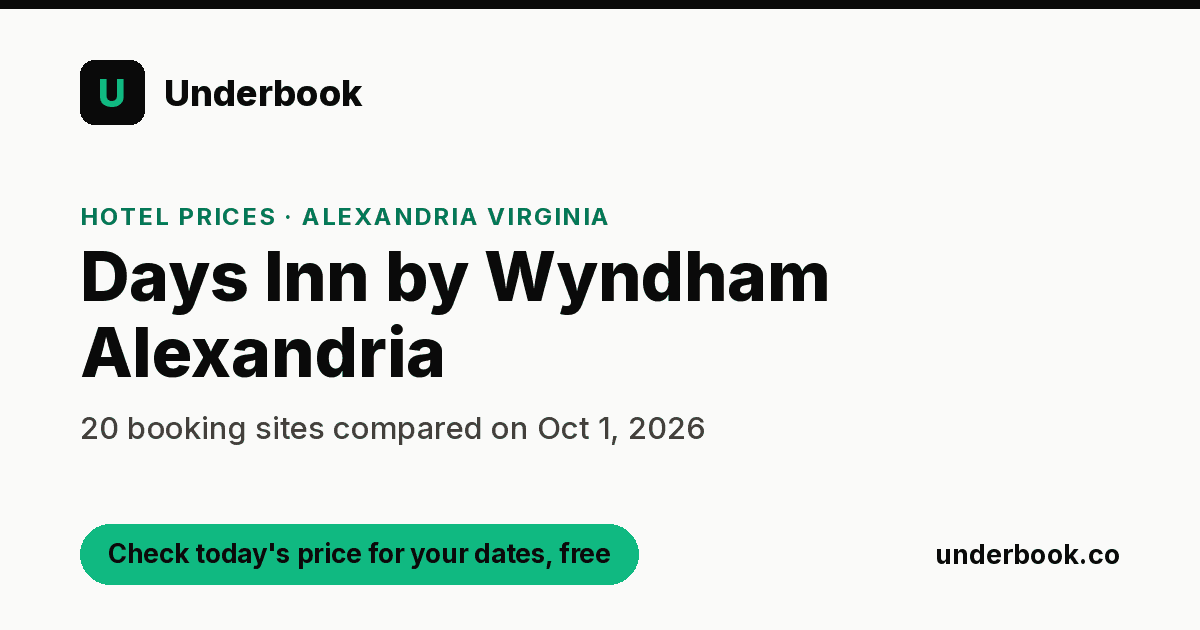 U Underbook
HOTEL PRICES · ALEXANDRIA VIRGINIA
Days Inn by Wyndham
Alexandria
20 booking sites compared on Oct 1, 2026
Check today's price for your dates, free
underbook.co